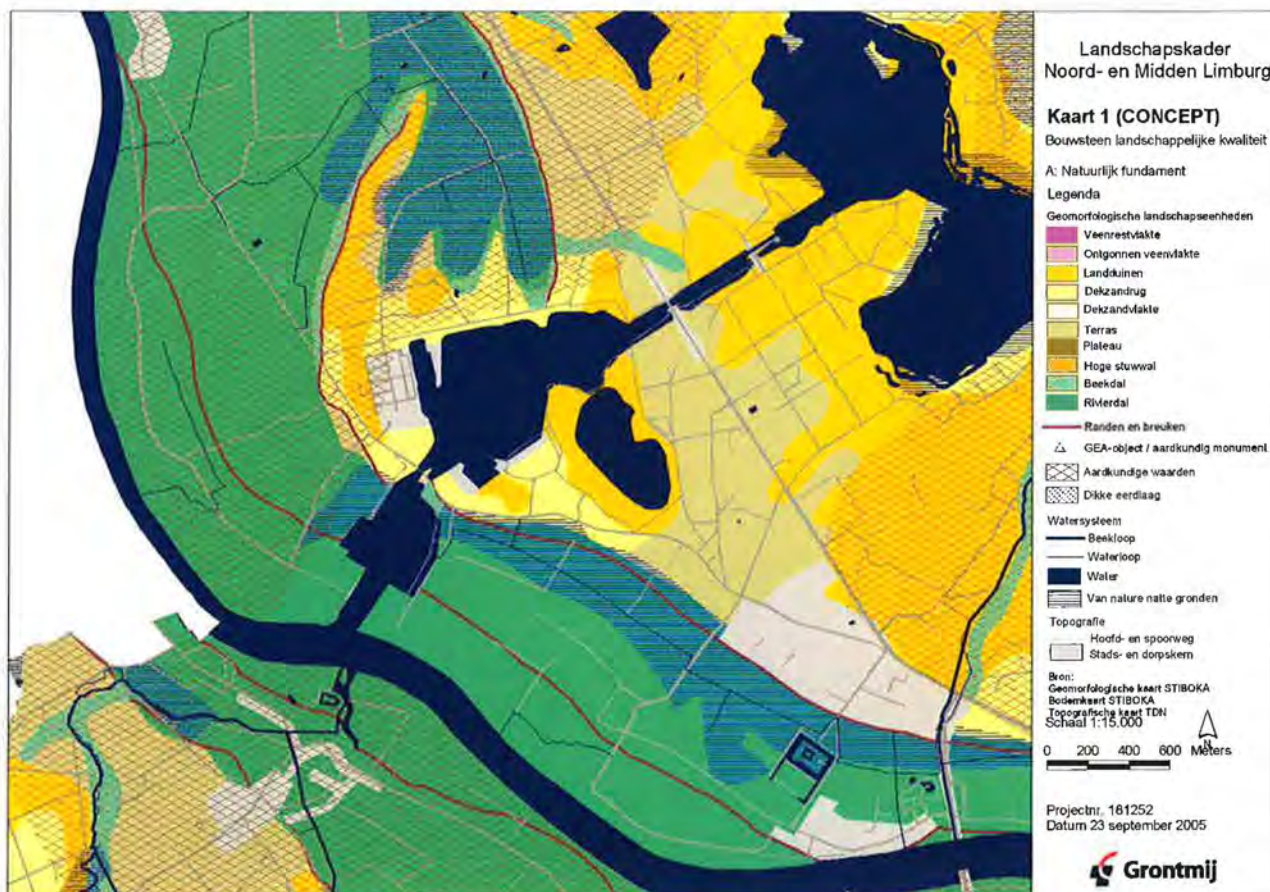 Landschapskader
Noord- en Midden Limburg
Kaart 1 (CONCEPT)
Bouwsteen landschappelijke kwaliteit
A: Natuurlijk fundament
Legenda
Geomorfologische landschapseenheden
Veenrestvlakte
Ontgonnen veenvlakte
Landduinen
Dekzandrug
Dekzandvlakte
Terras
Plateau
Hoge stuwwal
Beekdal
Rivierdal
Randen en breuken
GEA-object / aardkundig monument
Aardkundige waarden
Dikke eerdlaag
Watersysteem
Beekloop
Waterloop
Water
Van nature natte gronden
Topografie
Hoofd- en spoorweg
Stads- en dorpskern
Bron:
Geomorfologische kaart STIBOKA
Bodemkaart STIBOKA
Topografische kaart TDN
Schaal 1:15.000
N
0 200 400 600 Meters
Projectnr. 181252
Datum 23 september 2005
Grontmij